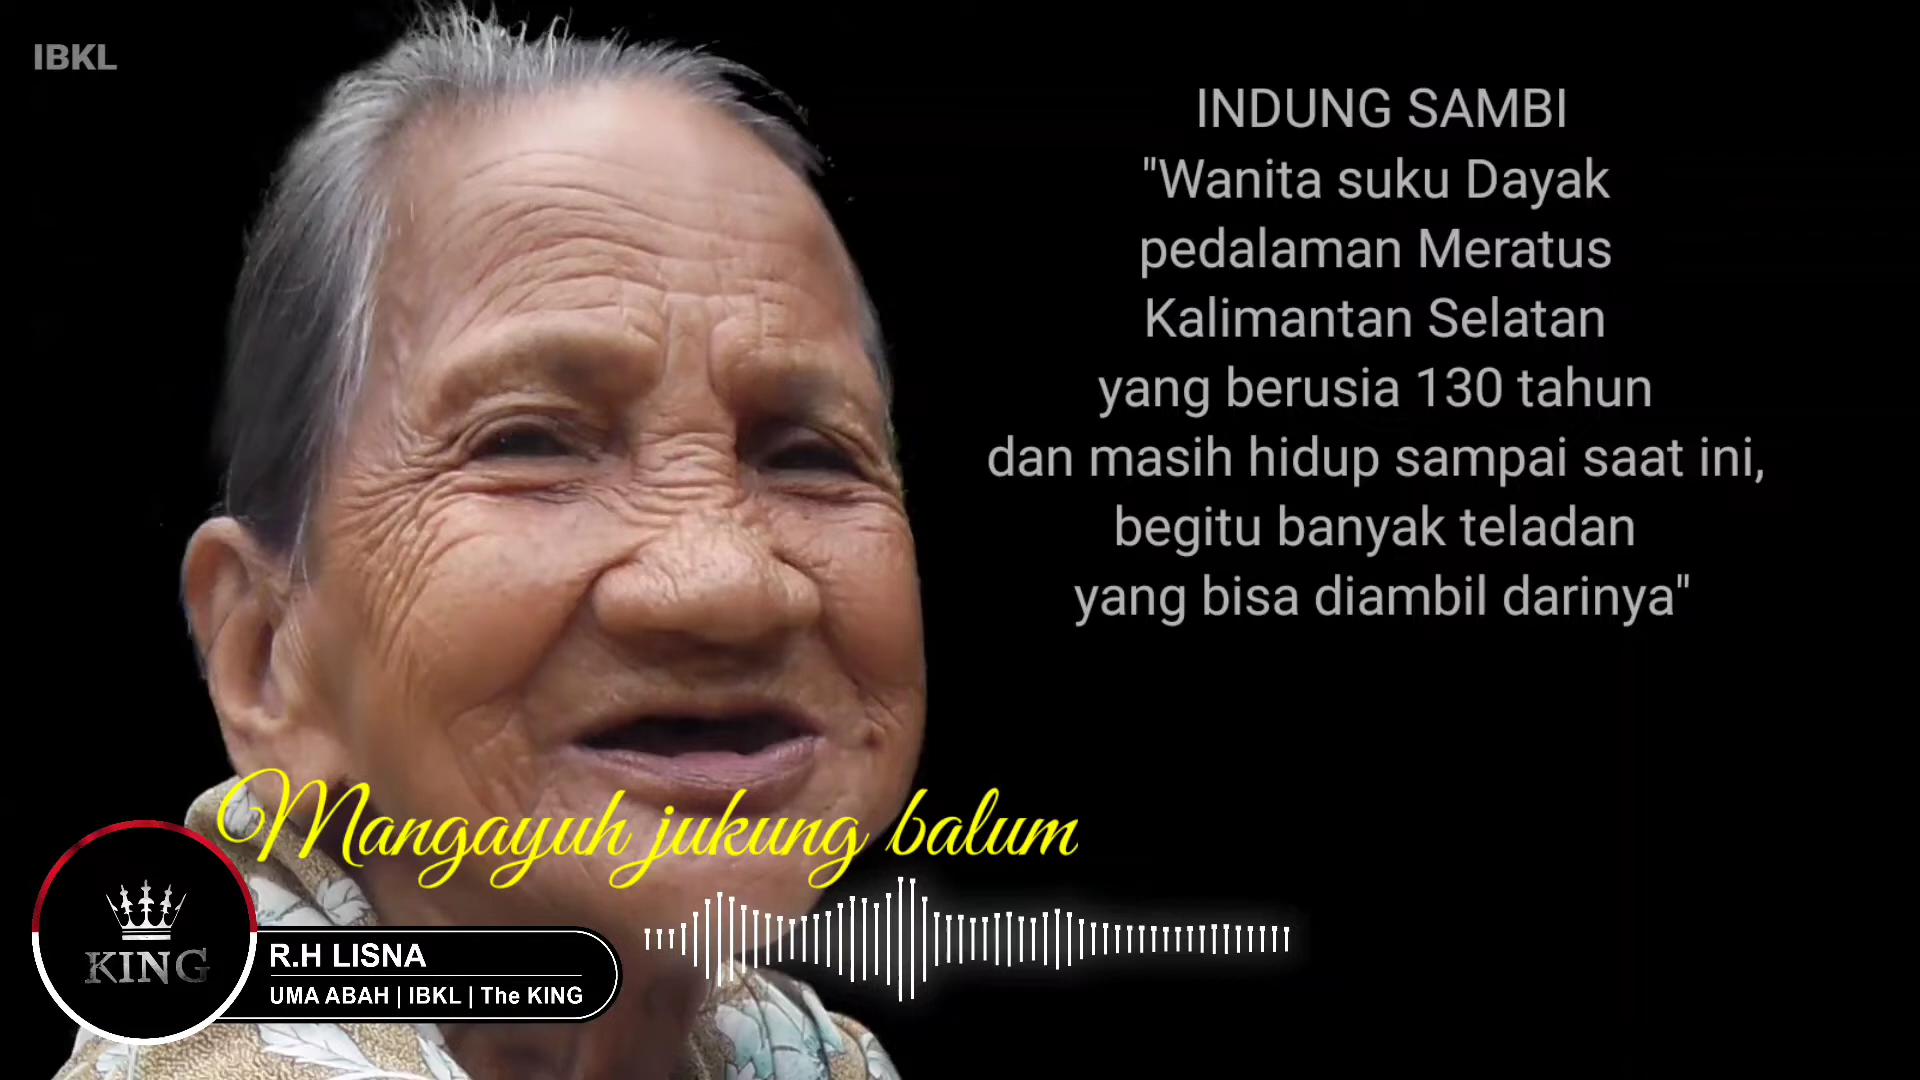 IBKL
INDUNG SAMBI
"Wanita suku Dayak
pedalaman Meratus
Kalimantan Selatan
yang berusia 130 tahun
dan masih hidup sampai saat ini,
begitu banyak teladan
yang bisa diambil darinya"
Mangayuh jukung balum
KING
R.H LISNA
UMA ABAH | IBKL | The KING